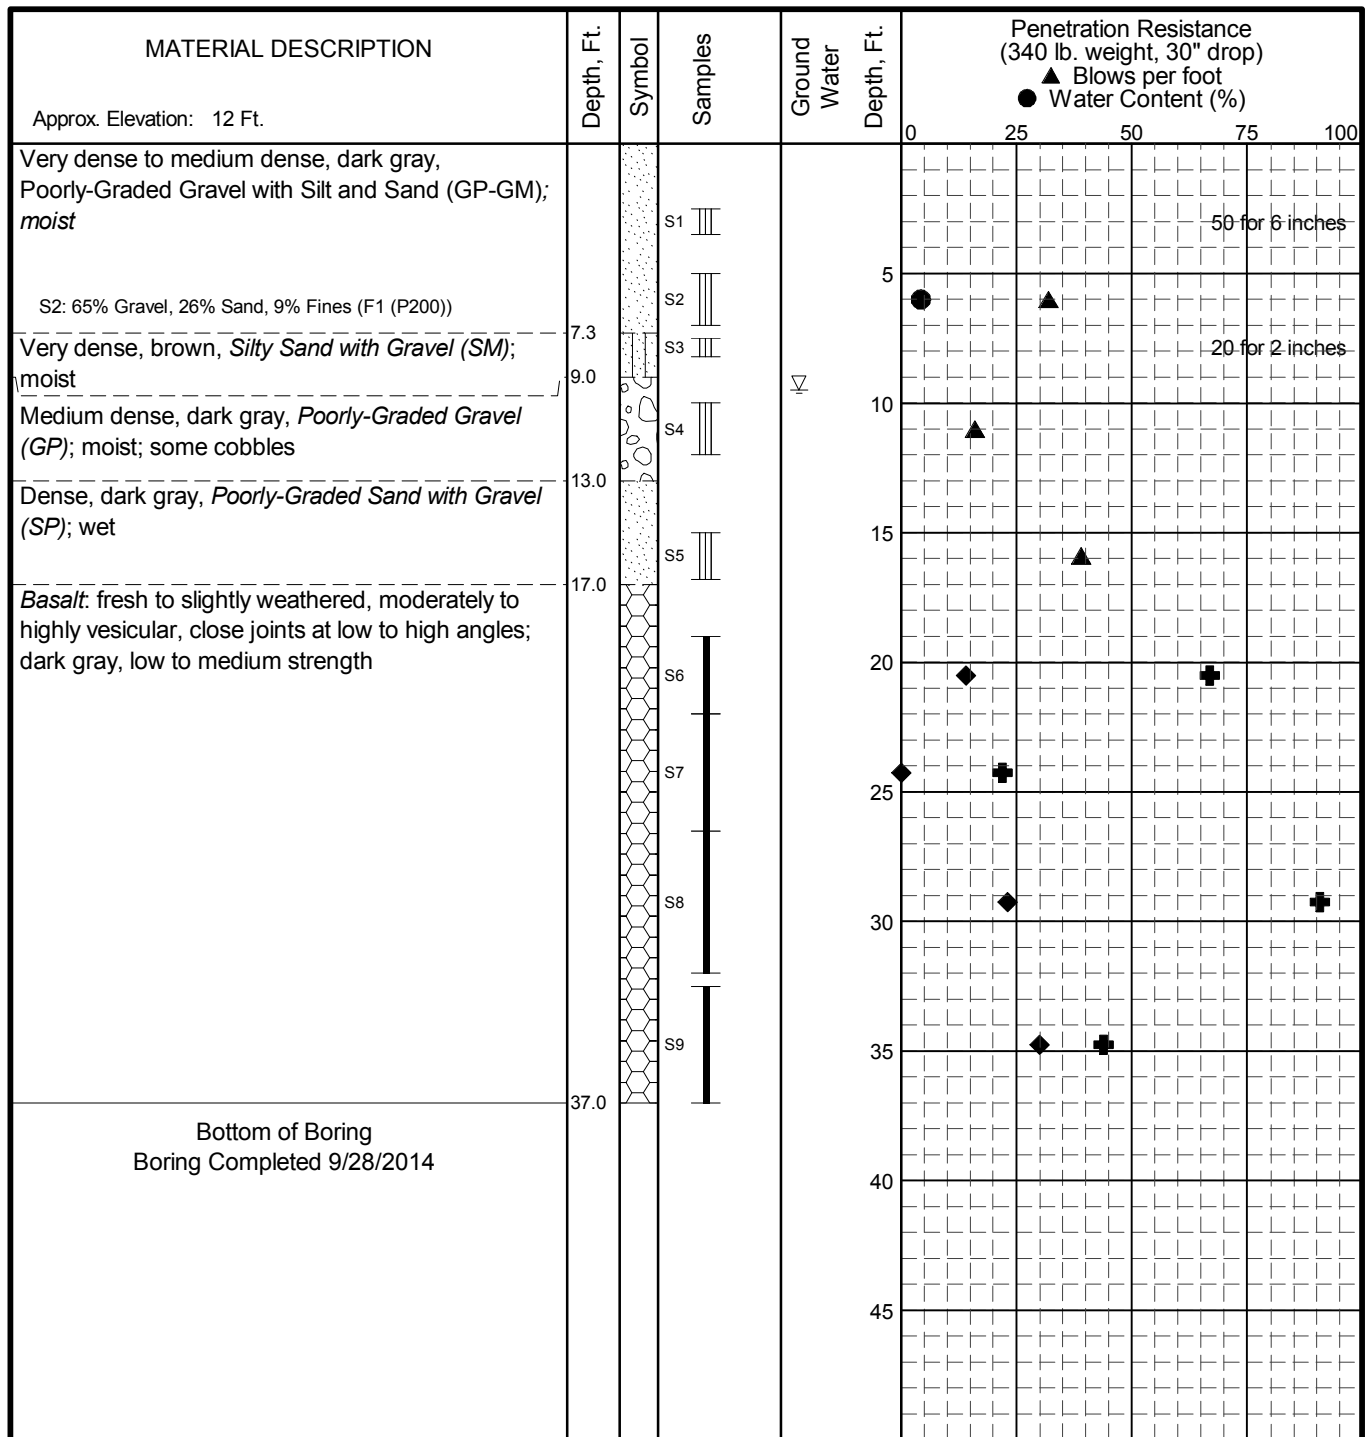 MATERIAL DESCRIPTION
Approx. Elevation: 12 Ft.
Depth, Ft.
Symbol
Samples
Ground
Water
Depth, Ft.
Penetration Resistance
(340 lb. weight, 30" drop)
▲ Blows per foot
● Water Content (%)
0 25 50 75 100
Very dense to medium dense, dark gray,
Poorly-Graded Gravel with Silt and Sand (GP-GM);
moist
S1
50 for 6 inches
5
S2
S2: 65% Gravel, 26% Sand, 9% Fines (F1 (P200))
7.3
Very dense, brown, Silty Sand with Gravel (SM);
moist
S3
20 for 2 inches
9.0
10
Medium dense, dark gray, Poorly-Graded Gravel
(GP); moist; some cobbles
S4
13.0
Dense, dark gray, Poorly-Graded Sand with Gravel
(SP); wet
15
S5
17.0
Basalt: fresh to slightly weathered, moderately to
highly vesicular, close joints at low to high angles;
dark gray, low to medium strength
20
S6
S7
25
S8
30
S9
35
37.0
Bottom of Boring
Boring Completed 9/28/2014
40
45